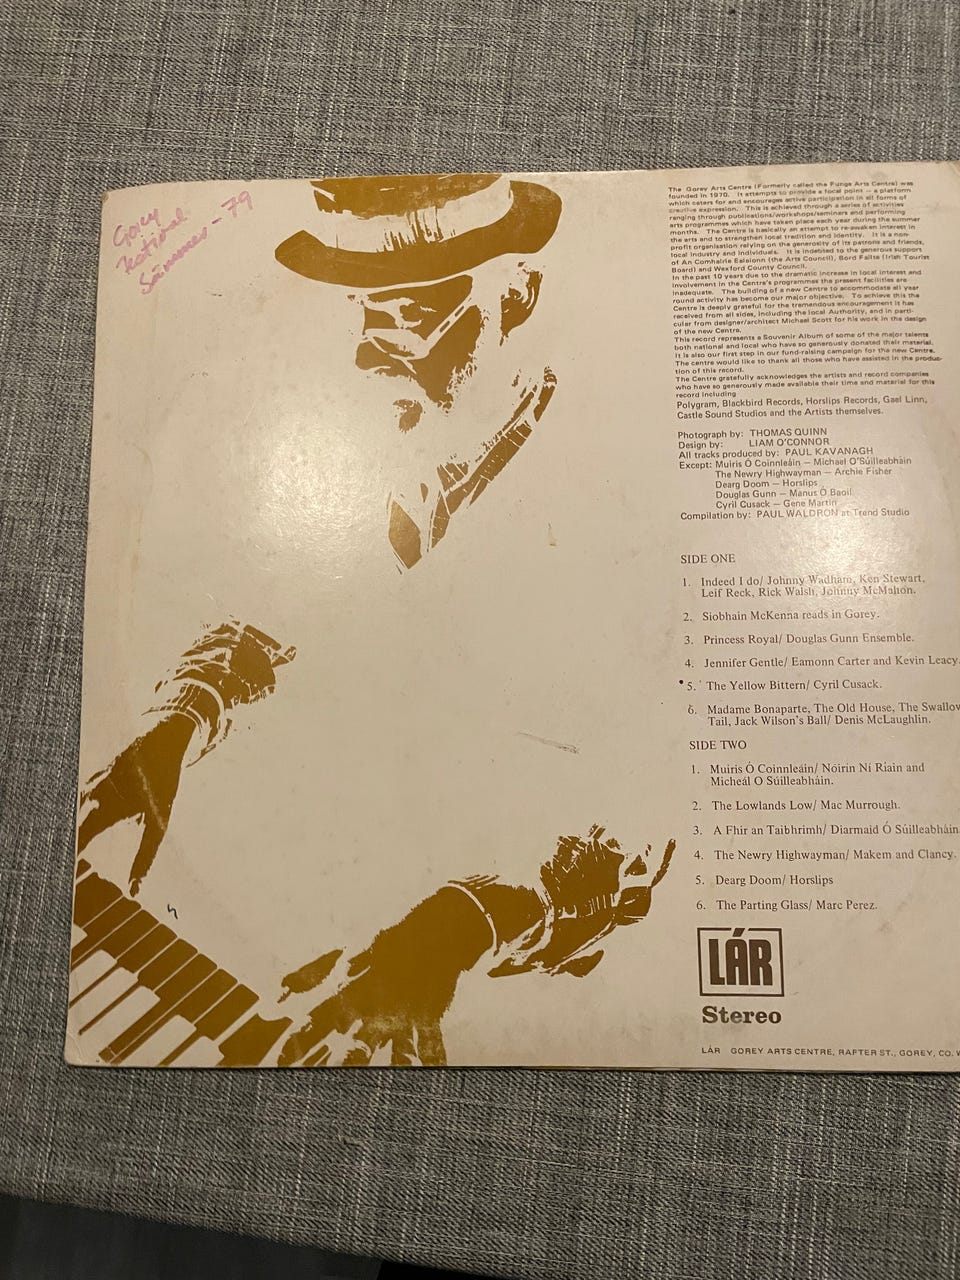 Gorey
National
- 79
The Gorey Arts Centre (Formerly called the Funge Arts Centre) was
founded in 1970. It attempts to provide a focal point — a platform
which caters for and encourages active participation in all forms of
creative expression. This is achieved through a series of activities
ranging through publications/workshops/seminars and performing
arts programmes which have taken place each year during the summer
months. The Centre is basically an attempt to re-awaken interest in
the arts and to strengthen local tradition and identity. It is a non-
profit organisation relying on the generosity of its patrons and friends,
local industry and individuals. It is indebted to the generous support
of An Comhairle Ealsionn (the Arts Council), Bord Failte (Irish Tourist
Board) and Wexford County Council.
In the past 10 years due to the dramatic increase in local interest and
involvement in the Centre's programmes the present facilities are
inadequate. The building of a new Centre to accommodate all year
round activity has become our major objective. To achieve this the
Centre is deeply grateful for the tremendous encouragement it has
received from all sides, including the local Authority, and in parti-
cular from designer/architect Michael Scott for his work in the design
of the new Centre.
This record represents a Souvenir Album of some of the major talents
both national and local who have so generously donated their material.
It is also our first step in our fund-raising campaign for the new Centre.
The centre would like to thank all those who have assisted in the produc-
tion of this record.
The Centre gratefully acknowledges the artists and record companies
who have so generously made available their time and material for this
record including
Polygram, Blackbird Records, Horslips Records, Gael Linn,
Castle Sound Studios and the Artists themselves.
Photograph by: THOMAS QUINN
Design by: LIAM O'CONNOR
All tracks produced by: PAUL KAVANAGH
Except: Muiris Ó Coinnleáin — Michael O'Súilleabháin
The Newry Highwayman — Archie Fisher
Dearg Doom — Horslips
Douglas Gunn — Manus Ó Baoil
Cyril Cusack — Gene Martin
Compilation by: PAUL WALDRON at Trend Studio
SIDE ONE
1. Indeed I do/ Johnny Wadham, Ken Stewart,
Leif Reck, Rick Walsh, Johnny McMahon.
2. Siobhain McKenna reads in Gorey.
3. Princess Royal/ Douglas Gunn Ensemble.
4. Jennifer Gentle/ Eamonn Carter and Kevin Leacy.
5. The Yellow Bittern/ Cyril Cusack.
6. Madame Bonaparte, The Old House, The Swallow
Tail, Jack Wilson's Ball/ Denis McLaughlin.
SIDE TWO
1. Muiris Ó Coinnleáin/ Nóirin Ní Riain and
Micheál O Súilleabháin.
2. The Lowlands Low/ Mac Murrough.
3. A Fhir an Taibhrimh/ Diarmaid Ó Súilleabháin
4. The Newry Highwayman/ Makem and Clancy.
5. Dearg Doom/ Horslips
6. The Parting Glass/ Marc Perez.
LÁR
Stereo
LÁR GOREY ARTS CENTRE, RAFTER ST., GOREY, CO.